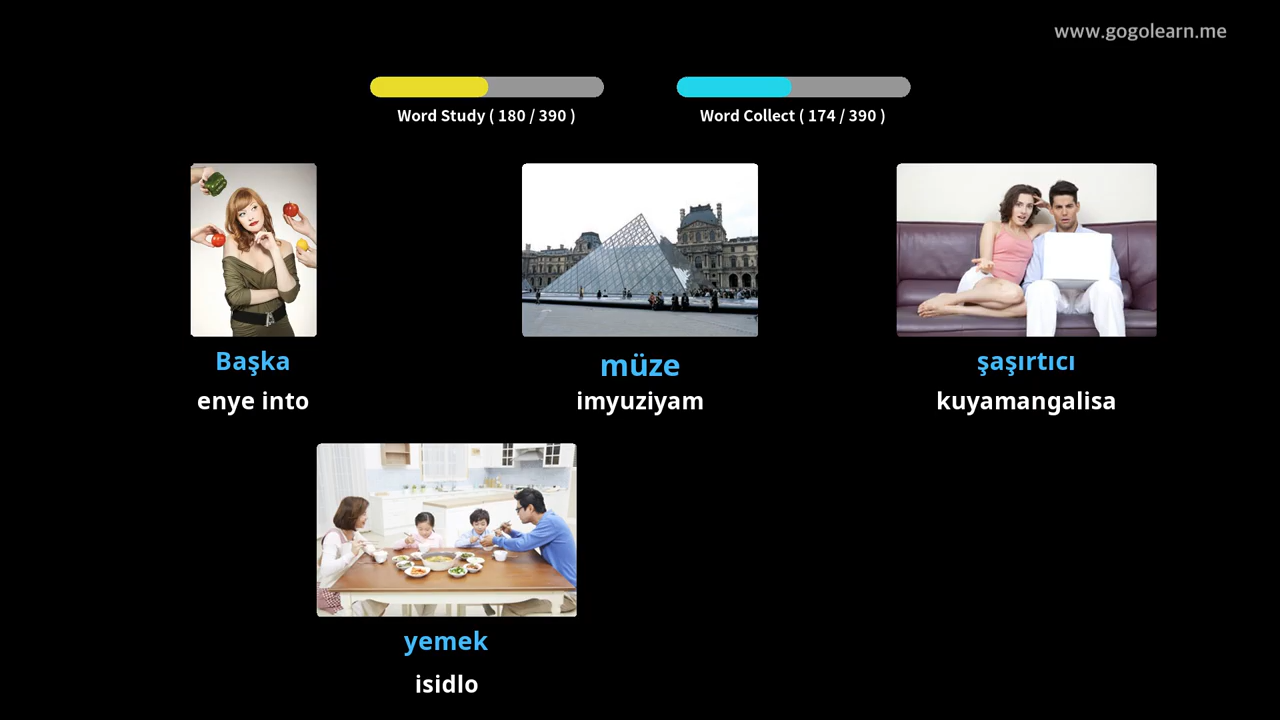 www.gogolearn.me
Word Study ( 180 / 390 )
Word Collect ( 174 / 390 )
Başka
enye into
müze
imyuziyam
şaşırtıcı
kuyamangalisa
yemek
isidlo